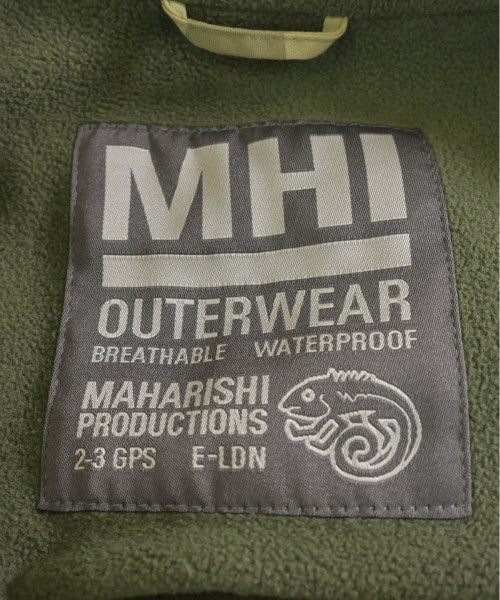 MHI
OUTERWEAR
BREATHABLE WATERPROOF
MAHARISHI
PRODUCTIONS
2-3 GPS E-LDN